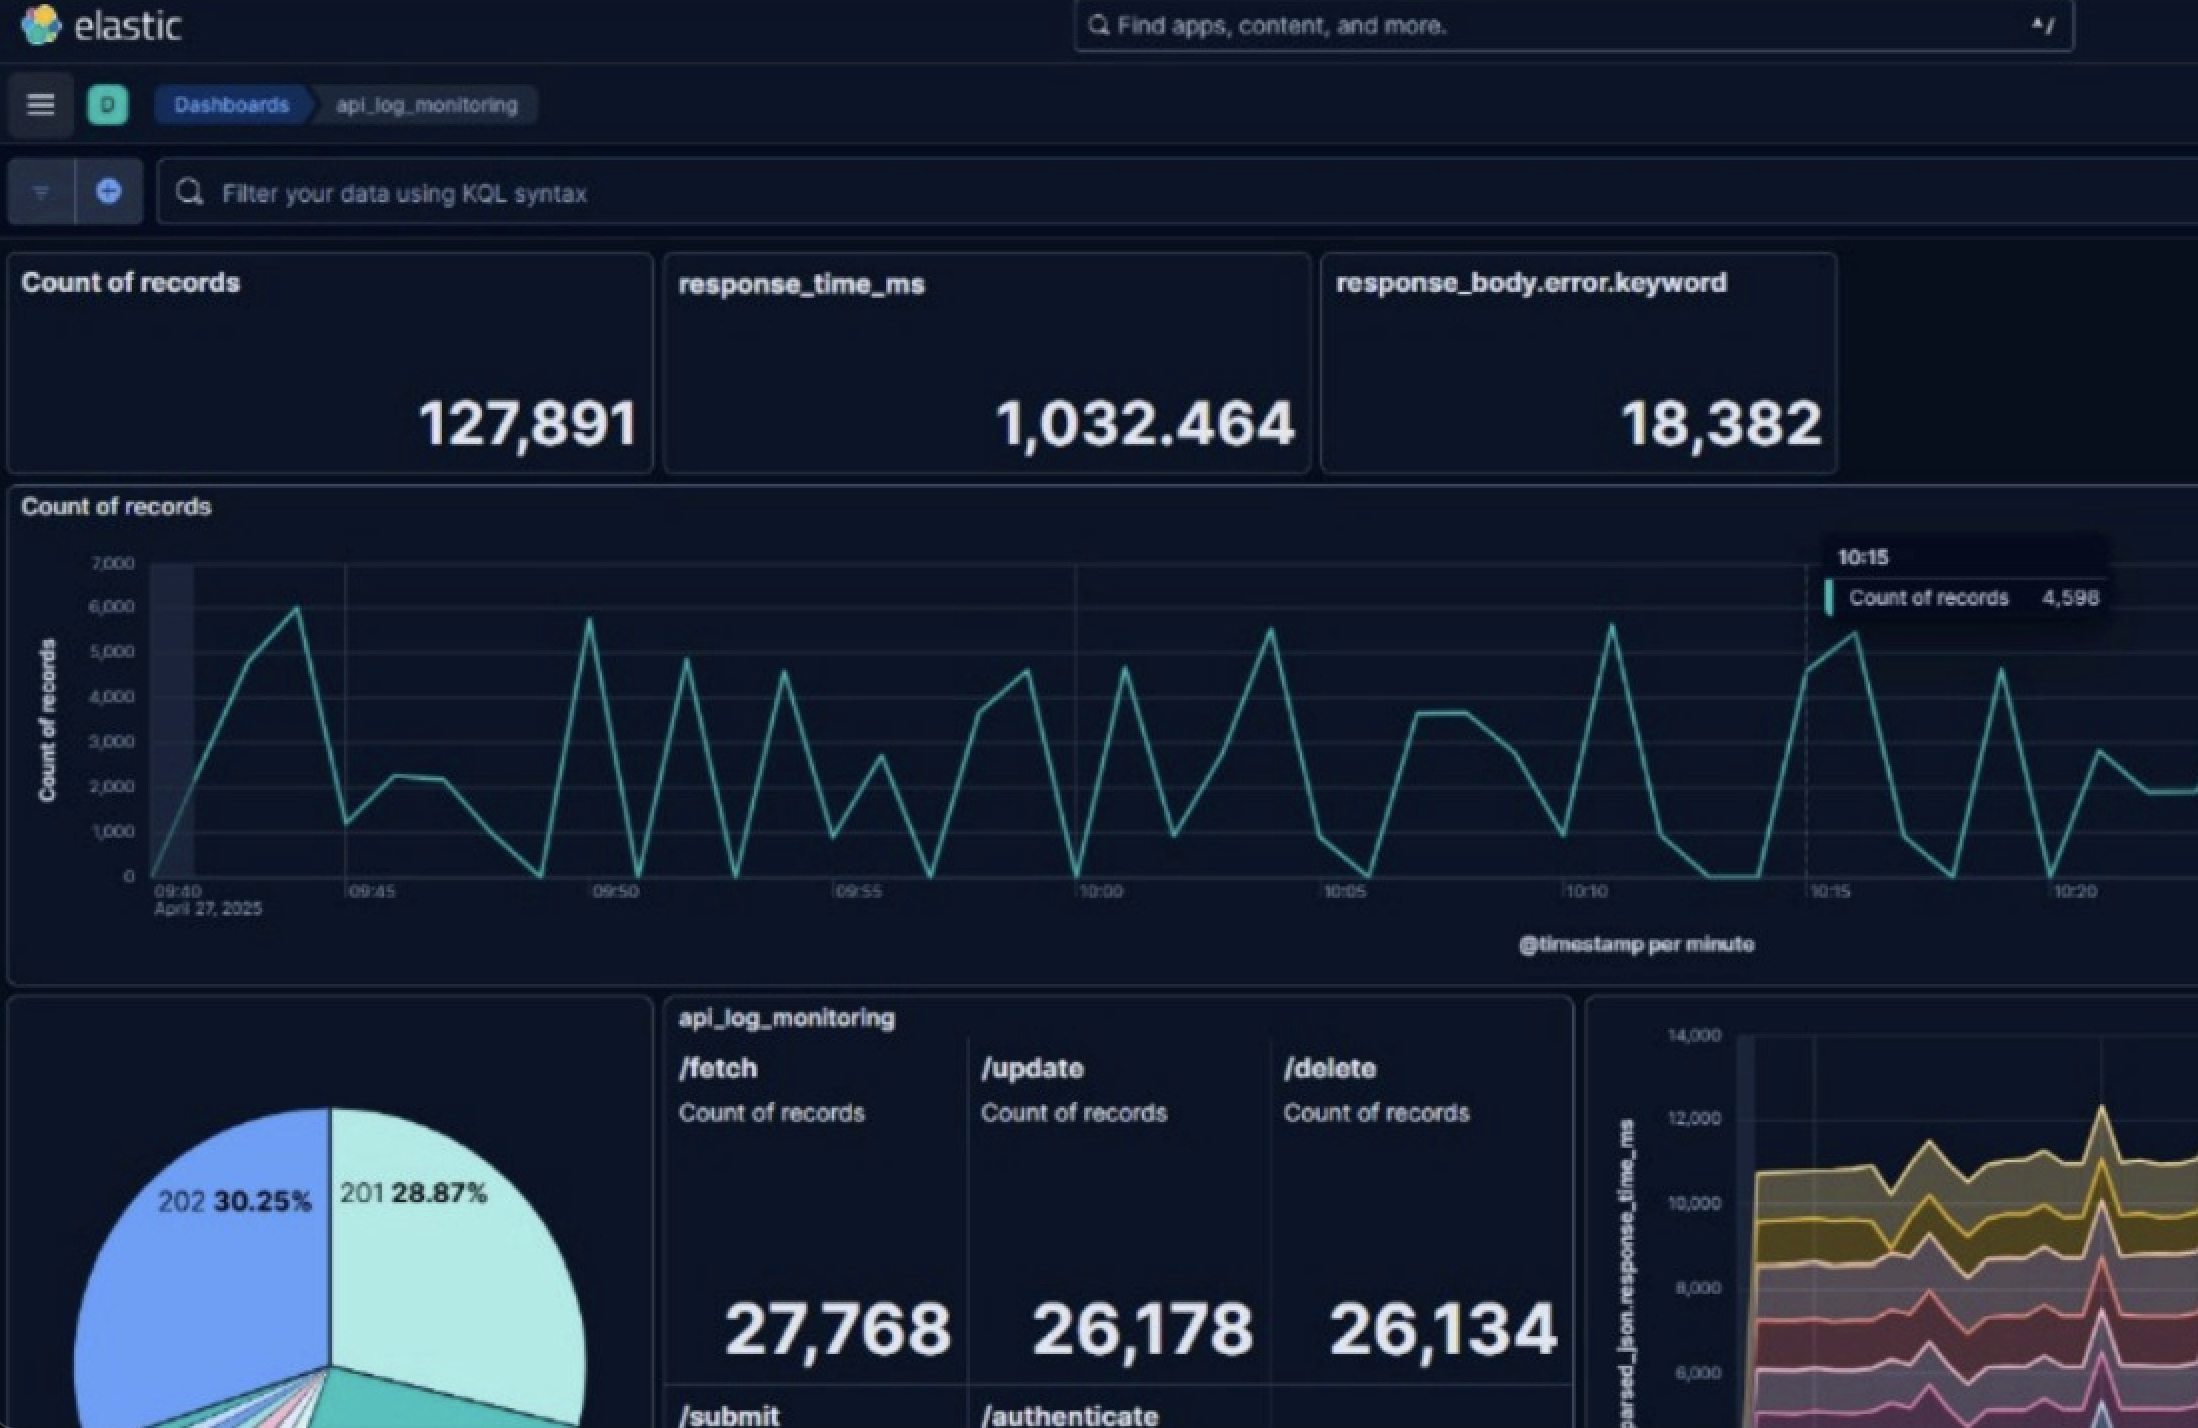 elastic
Find apps, content, and more.
^/
D
Dashboards
api_log_monitoring
Filter your data using KQL syntax
Count of records
127,891
response_time_ms
1,032.464
response_body.error.keyword
18,382
Count of records
10:15
Count of records 4,598
7,000
6,000
5,000
4,000
3,000
2,000
1,000
0
Count of records
09:40
April 27, 2025
09:45
09:50
09:55
10:00
10:05
10:10
10:15
10:20
@timestamp per minute
202 30.25%
201 28.87%
api_log_monitoring
/fetch
Count of records
27,768
/update
Count of records
26,178
/delete
Count of records
26,134
/submit
/authenticate
14,000
12,000
10,000
8,000
6,000
parsed_json.response_time_ms